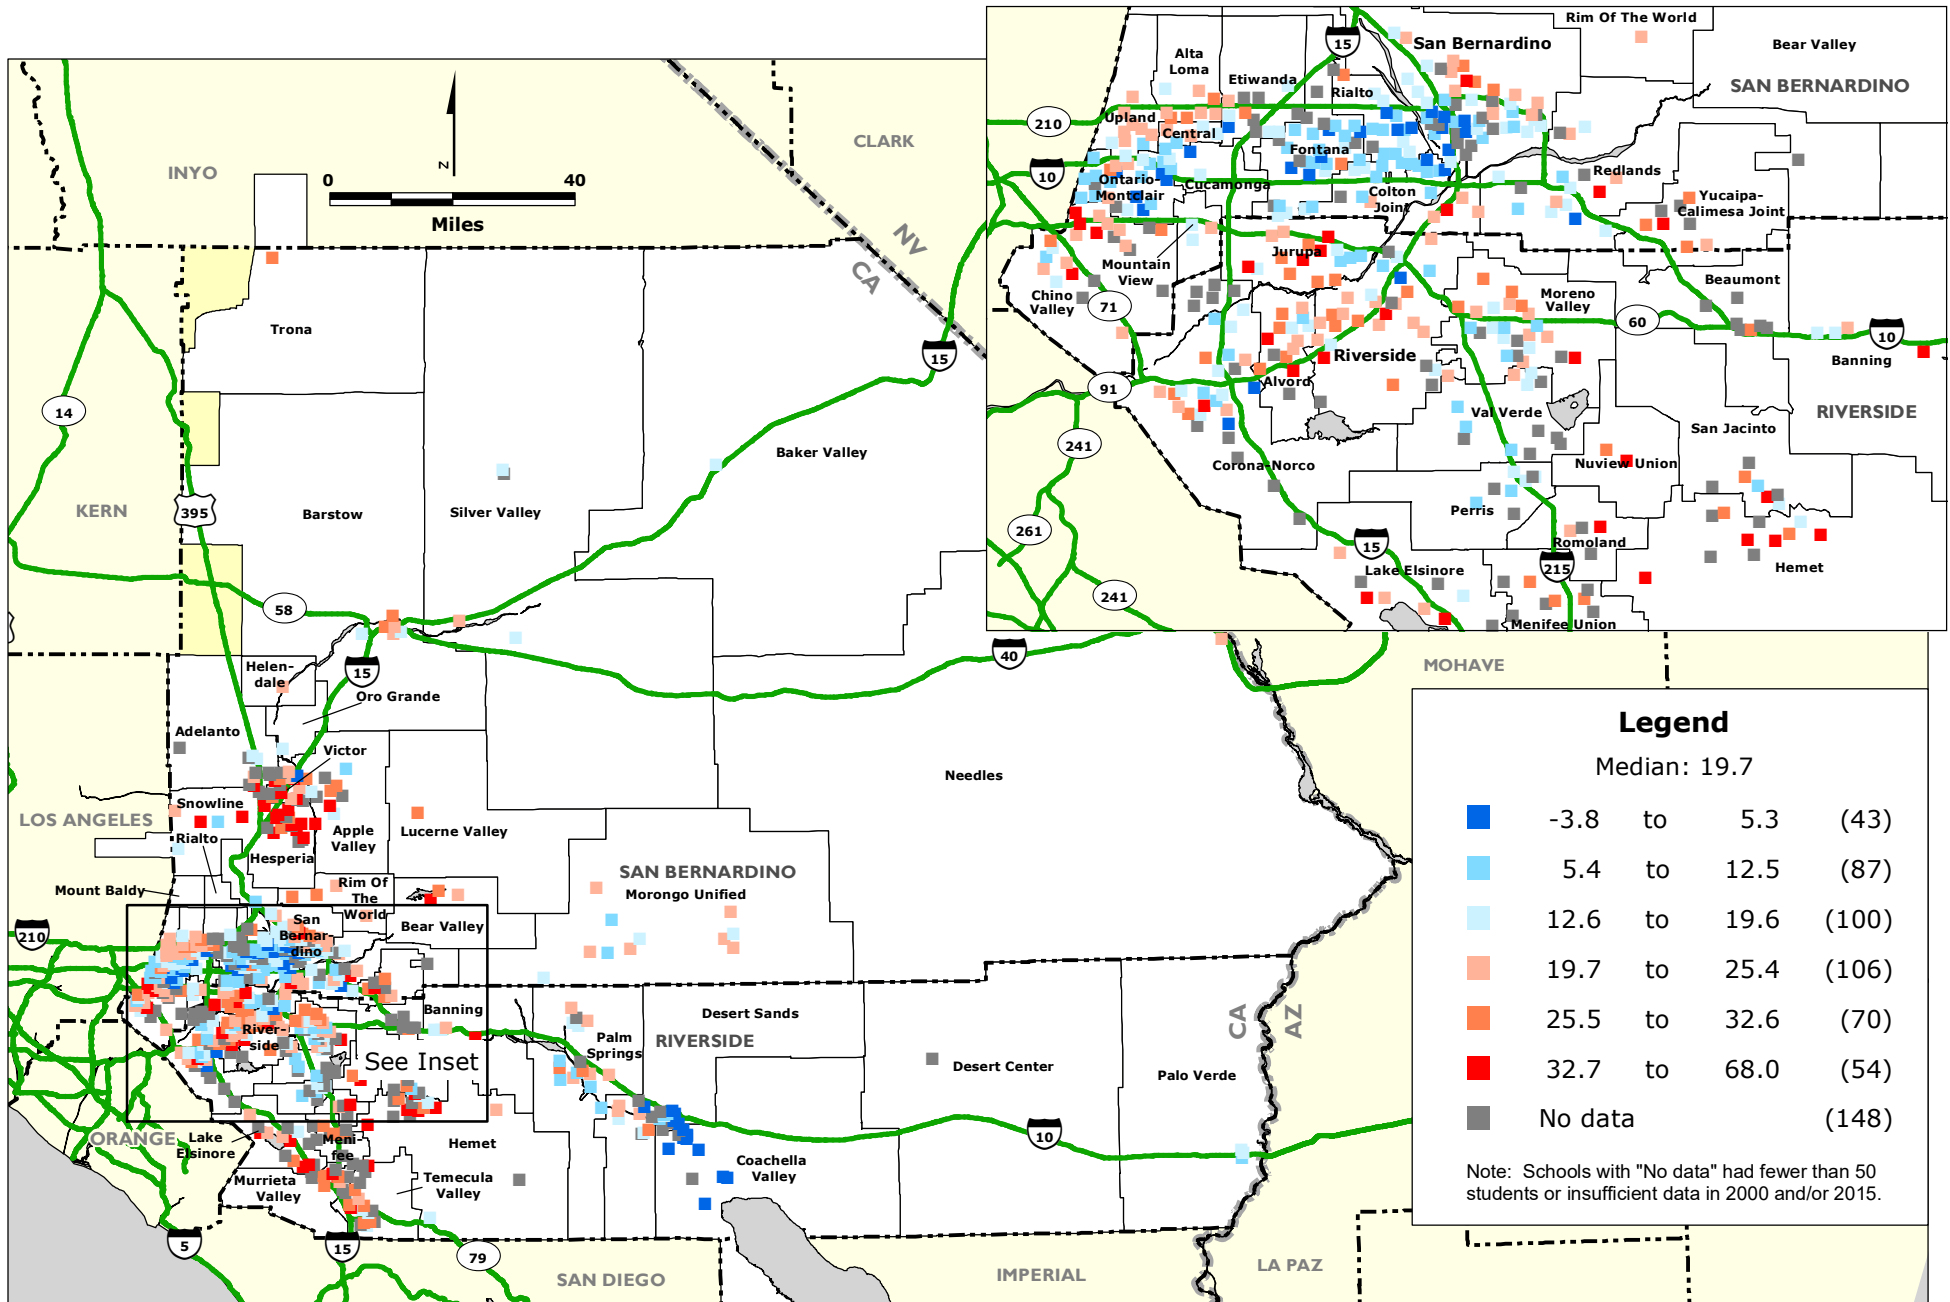 INYO
CLARK
NV
CA
N
0 40
Miles
Trona
15
14
KERN
395
Barstow
Silver Valley
Baker Valley
58
15
40
MOHAVE
Helen-
dale
Oro Grande
Adelanto
Victor
Needles
LOS ANGELES
Snowline
Rialto
Apple
Valley
Lucerne Valley
Hesperia
Mount Baldy
Rim Of
The
World
SAN BERNARDINO
Morongo Unified
Bear Valley
San
Bernar-
dino
210
Banning
River-
side
See Inset
Palm
Springs
Desert Sands
RIVERSIDE
Desert Center
Palo Verde
CA
AZ
ORANGE
Lake
Elsinore
Meni-
fee
Hemet
10
Murrieta
Valley
Temecula
Valley
Coachella
Valley
5
15
79
SAN DIEGO
IMPERIAL
LA PAZ
Rim Of The World
15
San Bernardino
Bear Valley
Alta
Loma
Etiwanda
Rialto
SAN BERNARDINO
210
Upland
Central
Fontana
10
Ontario-
Montclair
Cucamonga
Colton
Joint
Redlands
Yucaipa-
Calimesa Joint
Jurupa
Mountain
View
Chino
Valley
71
Beaumont
Moreno
Valley
60
10
Banning
Riverside
91
Alvord
Val Verde
RIVERSIDE
San Jacinto
241
Corona-Norco
Nuview Union
Perris
261
Romoland
15
215
Lake Elsinore
Hemet
241
Menifee Union
Legend
Median: 19.7
-3.8 to 5.3 (43)
5.4 to 12.5 (87)
12.6 to 19.6 (100)
19.7 to 25.4 (106)
25.5 to 32.6 (70)
32.7 to 68.0 (54)
No data (148)
Note: Schools with "No data" had fewer than 50
students or insufficient data in 2000 and/or 2015.